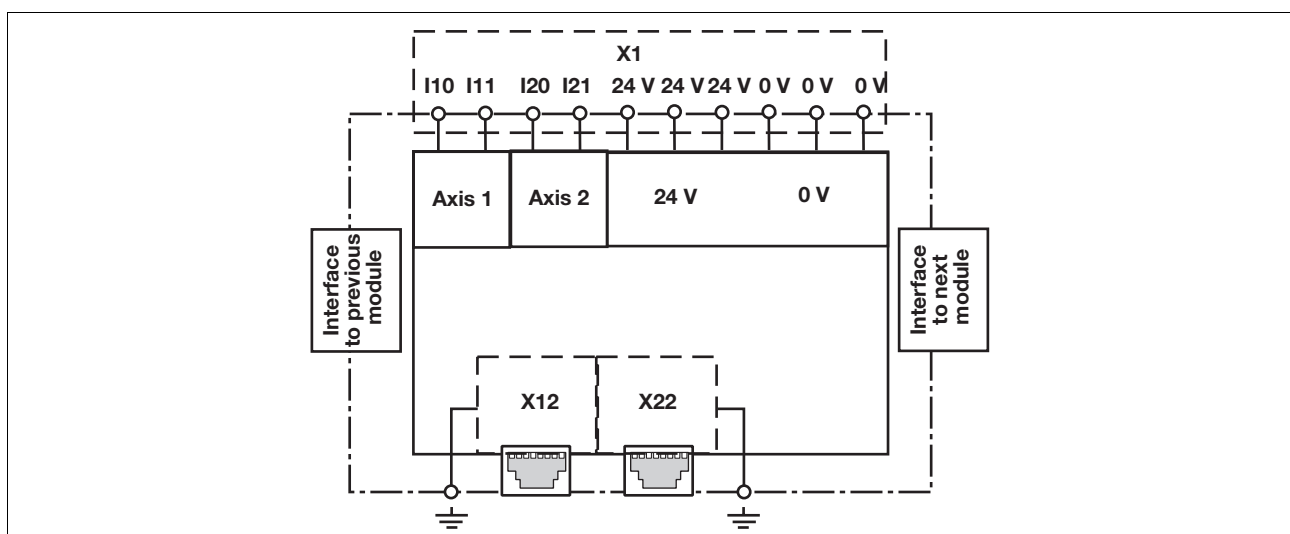 X1
I10 I11 I20 I21 24 V 24 V 24 V 0 V 0 V 0 V
Axis 1 Axis 2 24 V 0 V
Interface
to previous
module
Interface
to next
module
X12 X22